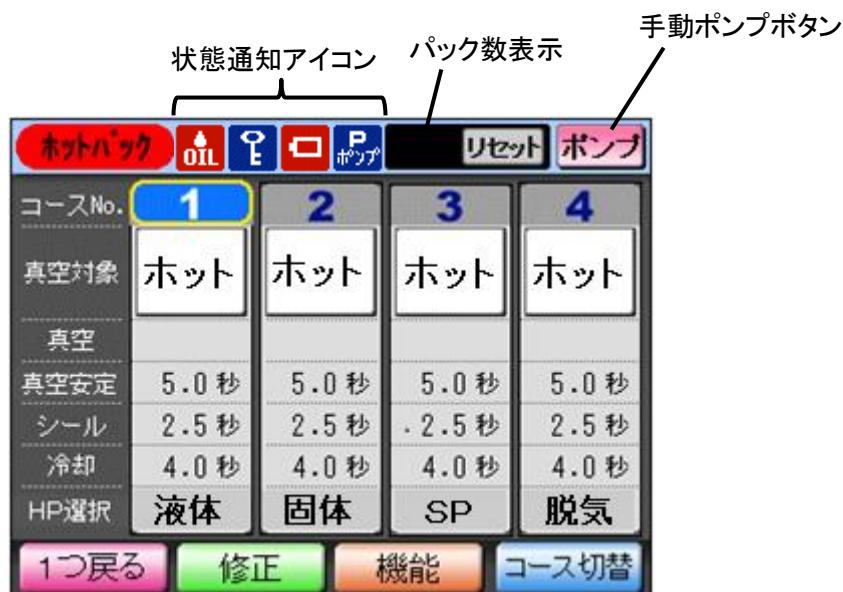 手動ポンプボタン
状態通知アイコン パック数表示
ホットパック OIL E P ポンプ リセット ポンプ
コースNo. 1 2 3 4
真空対象 ホット ホット ホット ホット
真空
真空安定 5.0秒 5.0秒 5.0秒 5.0秒
シール 2.5秒 2.5秒 2.5秒 2.5秒
冷却 4.0秒 4.0秒 4.0秒 4.0秒
HP選択 液体 固体 SP 脱気
1つ戻る 修正 機能 コース切替